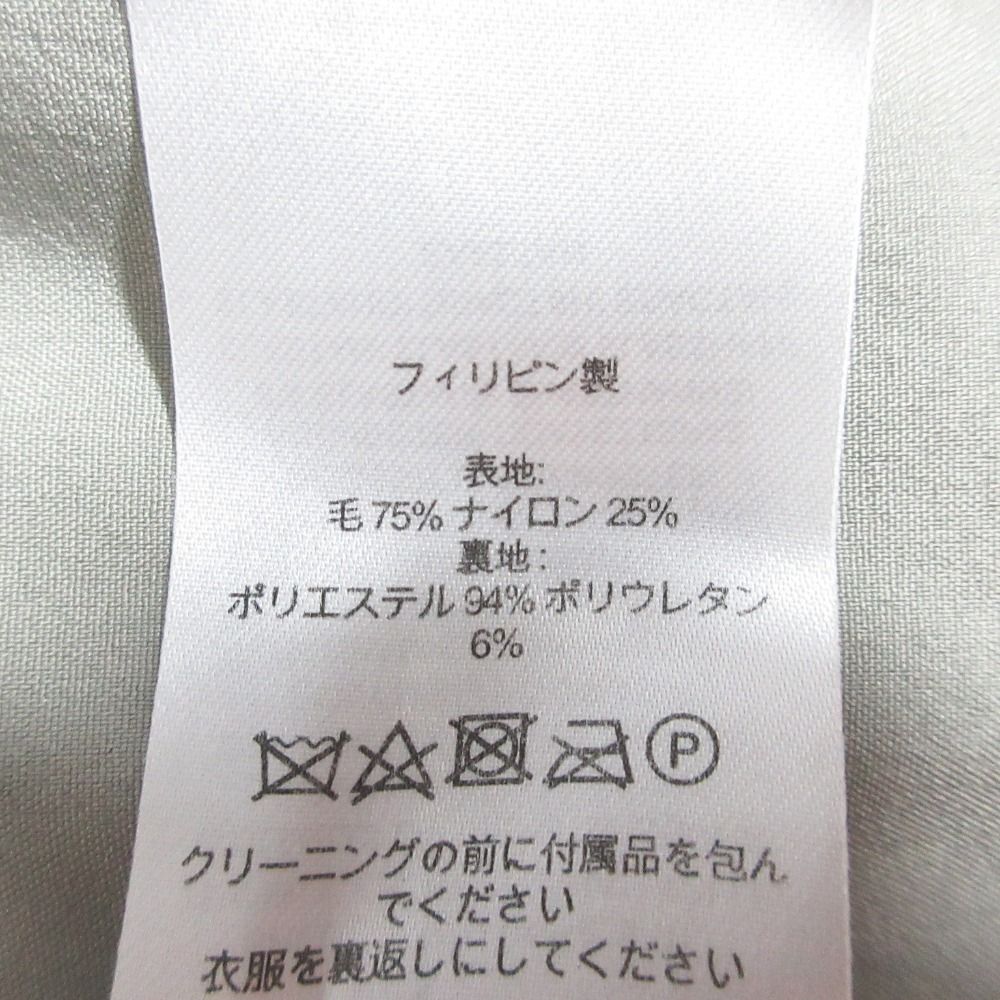 フィリピン製
表地:
毛 75% ナイロン 25%
裏地:
ポリエステル 94% ポリウレタン
6%
P
クリーニングの前に付属品を包ん
でください
衣服を裏返しにしてください